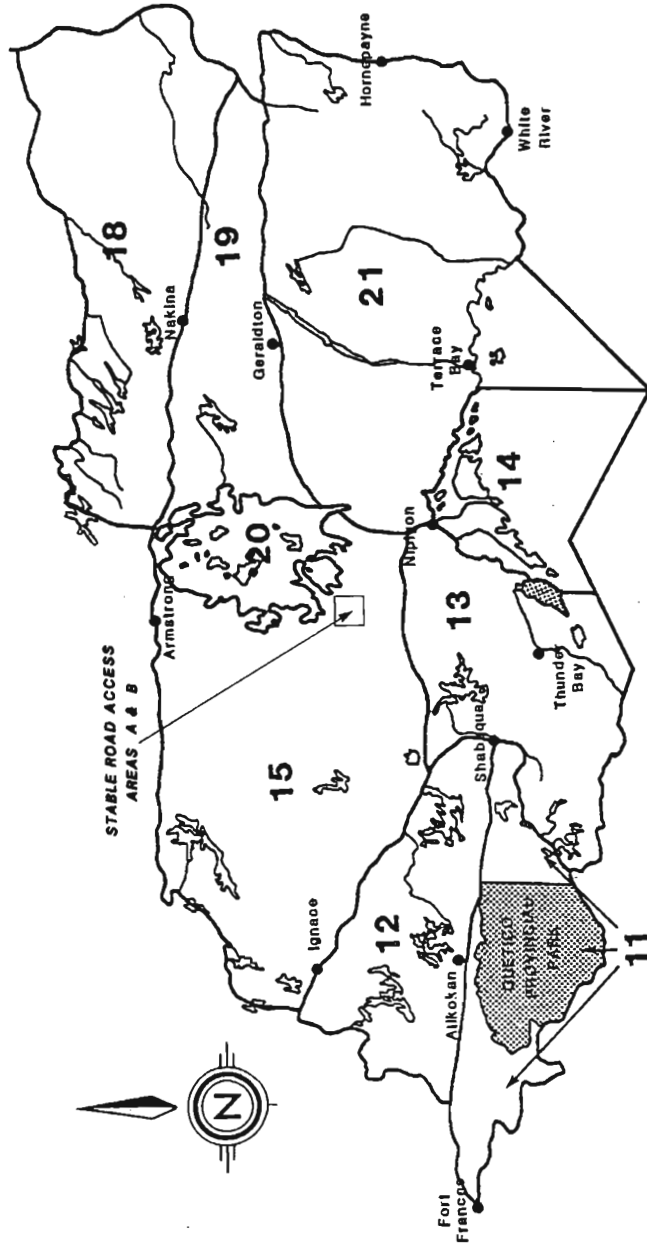 STABLE ROAD ACCESS
AREAS A & B
N
18
Nakina
19
Armstrong
20
Geraldton
Hornepayne
15
21
Ignace
Nipigon
14
Terrace
Bay
White
River
13
12
Shabaqua
Thunder
Bay
Atikokan
QUETICO
PROVINCIAL
PARK
Fort
Frances
11